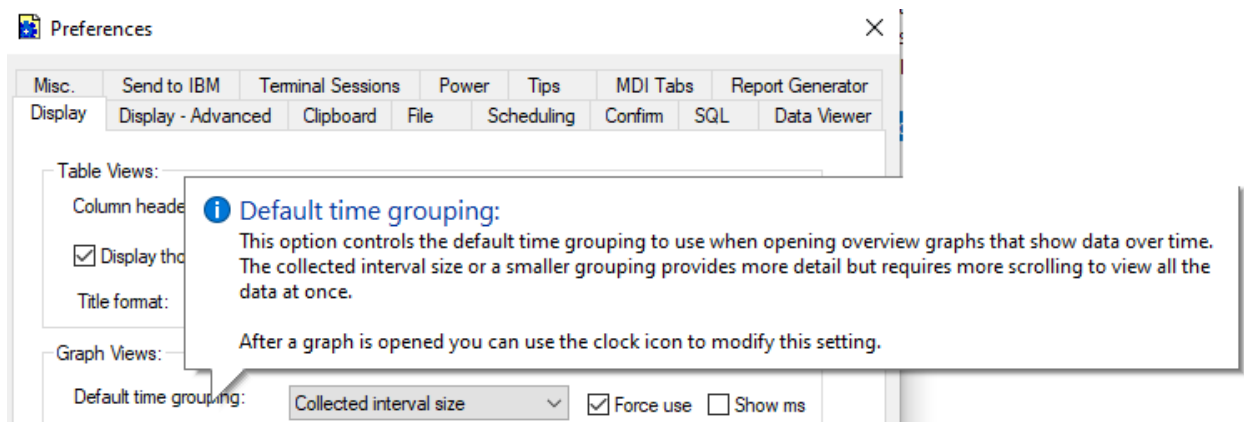 Preferences
Misc. Send to IBM Terminal Sessions Power Tips MDI Tabs Report Generator
Display Display - Advanced Clipboard File Scheduling Confirm SQL Data Viewer
Table Views:
Column heade
Default time grouping:
This option controls the default time grouping to use when opening overview graphs that show data over time.
Display tho
The collected interval size or a smaller grouping provides more detail but requires more scrolling to view all the
data at once.
Title format:
After a graph is opened you can use the clock icon to modify this setting.
Graph Views:
Default time grouping: Collected interval size Force use Show ms